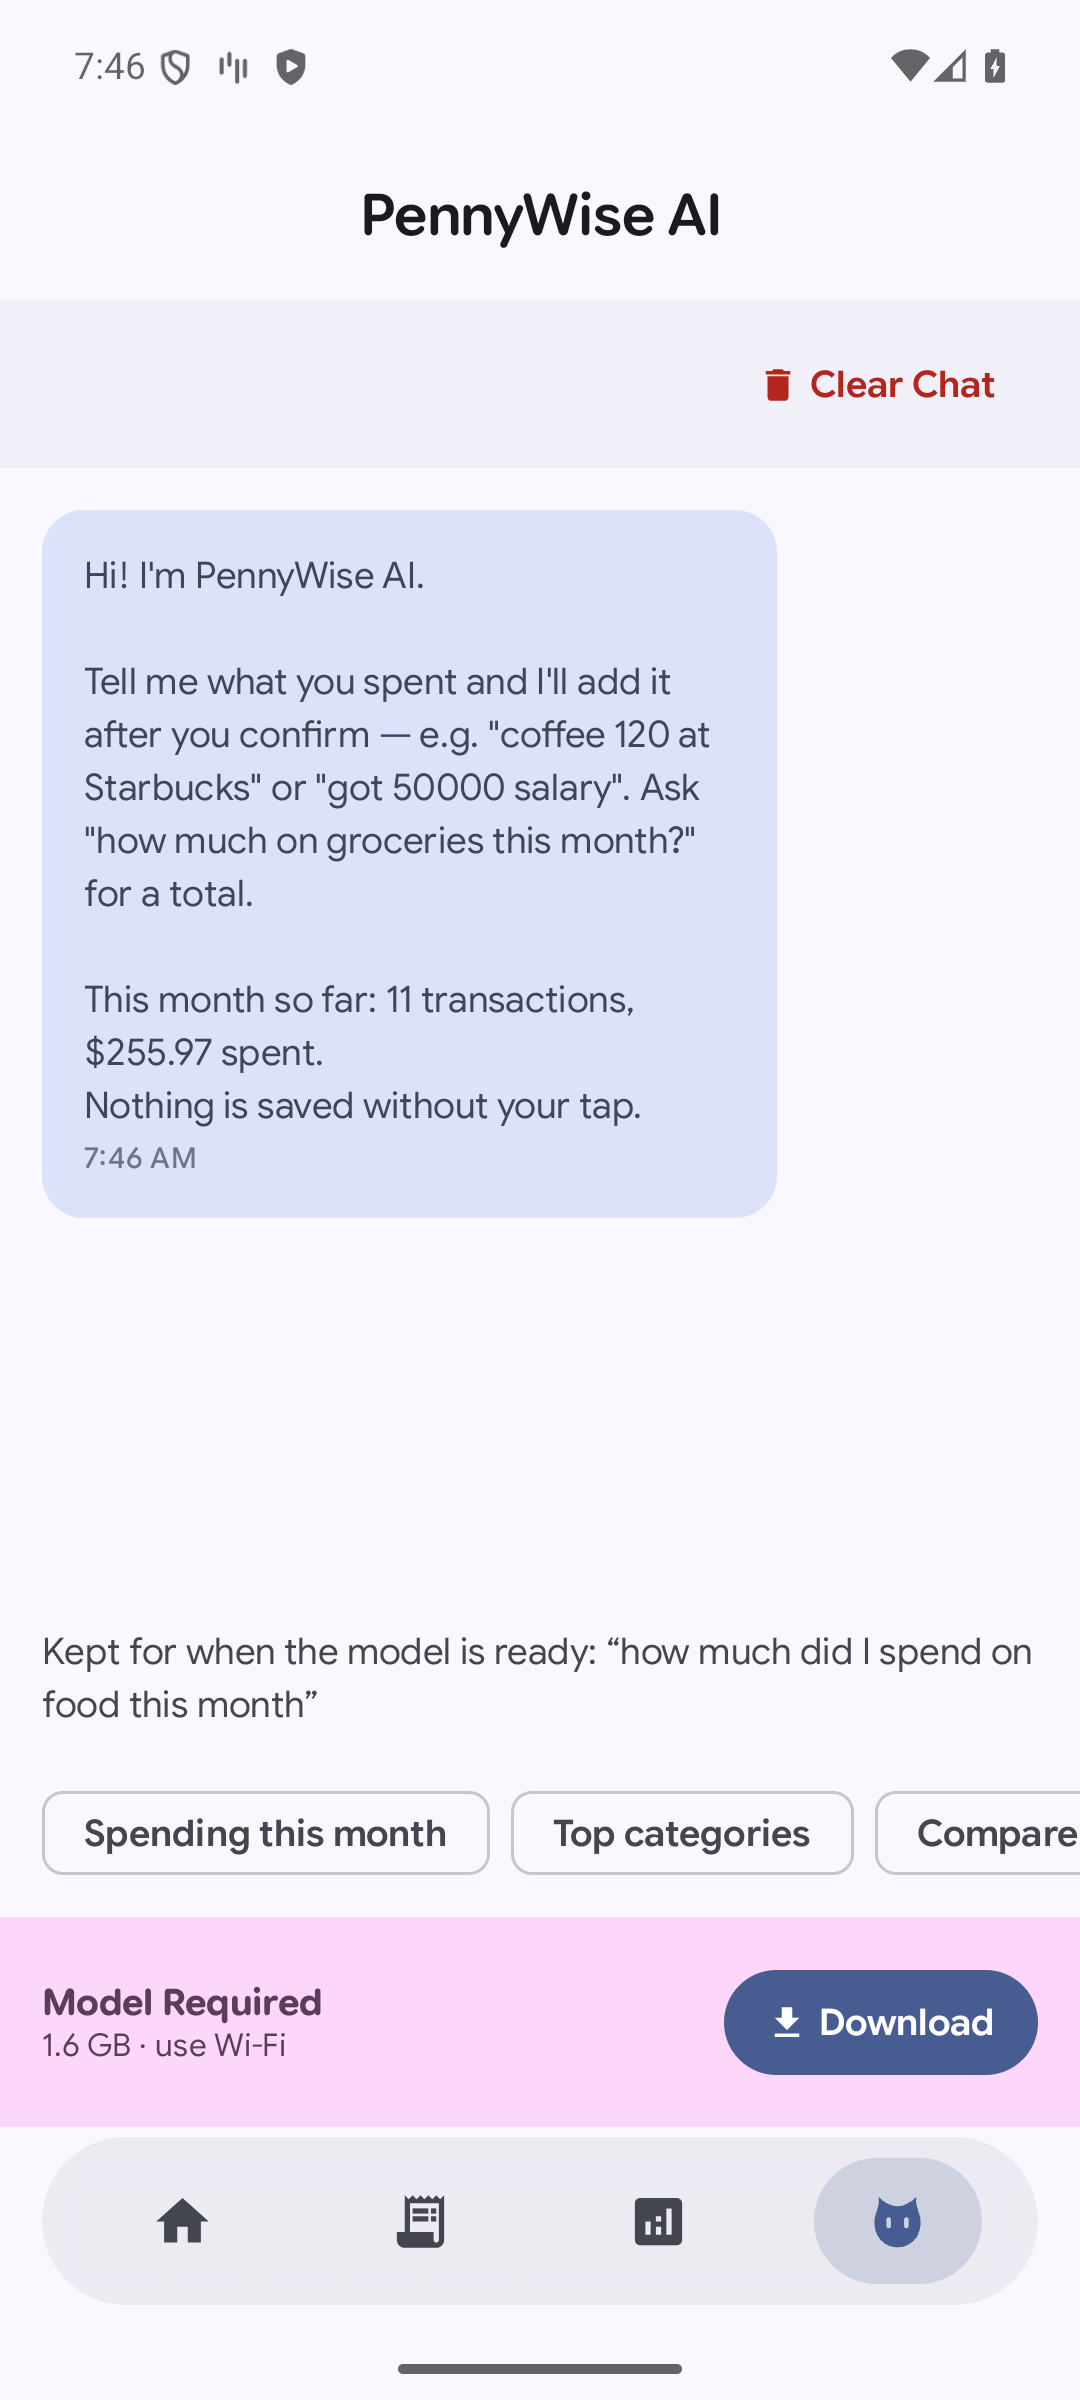 7:46
PennyWise AI
Clear Chat
Hi! I'm PennyWise AI.
Tell me what you spent and I'll add it
after you confirm — e.g. "coffee 120 at
Starbucks" or "got 50000 salary". Ask
"how much on groceries this month?"
for a total.
This month so far: 11 transactions,
$255.97 spent.
Nothing is saved without your tap.
7:46 AM
Kept for when the model is ready: “how much did I spend on
food this month”
Spending this month
Top categories
Compare
Model Required
1.6 GB · use Wi-Fi
Download